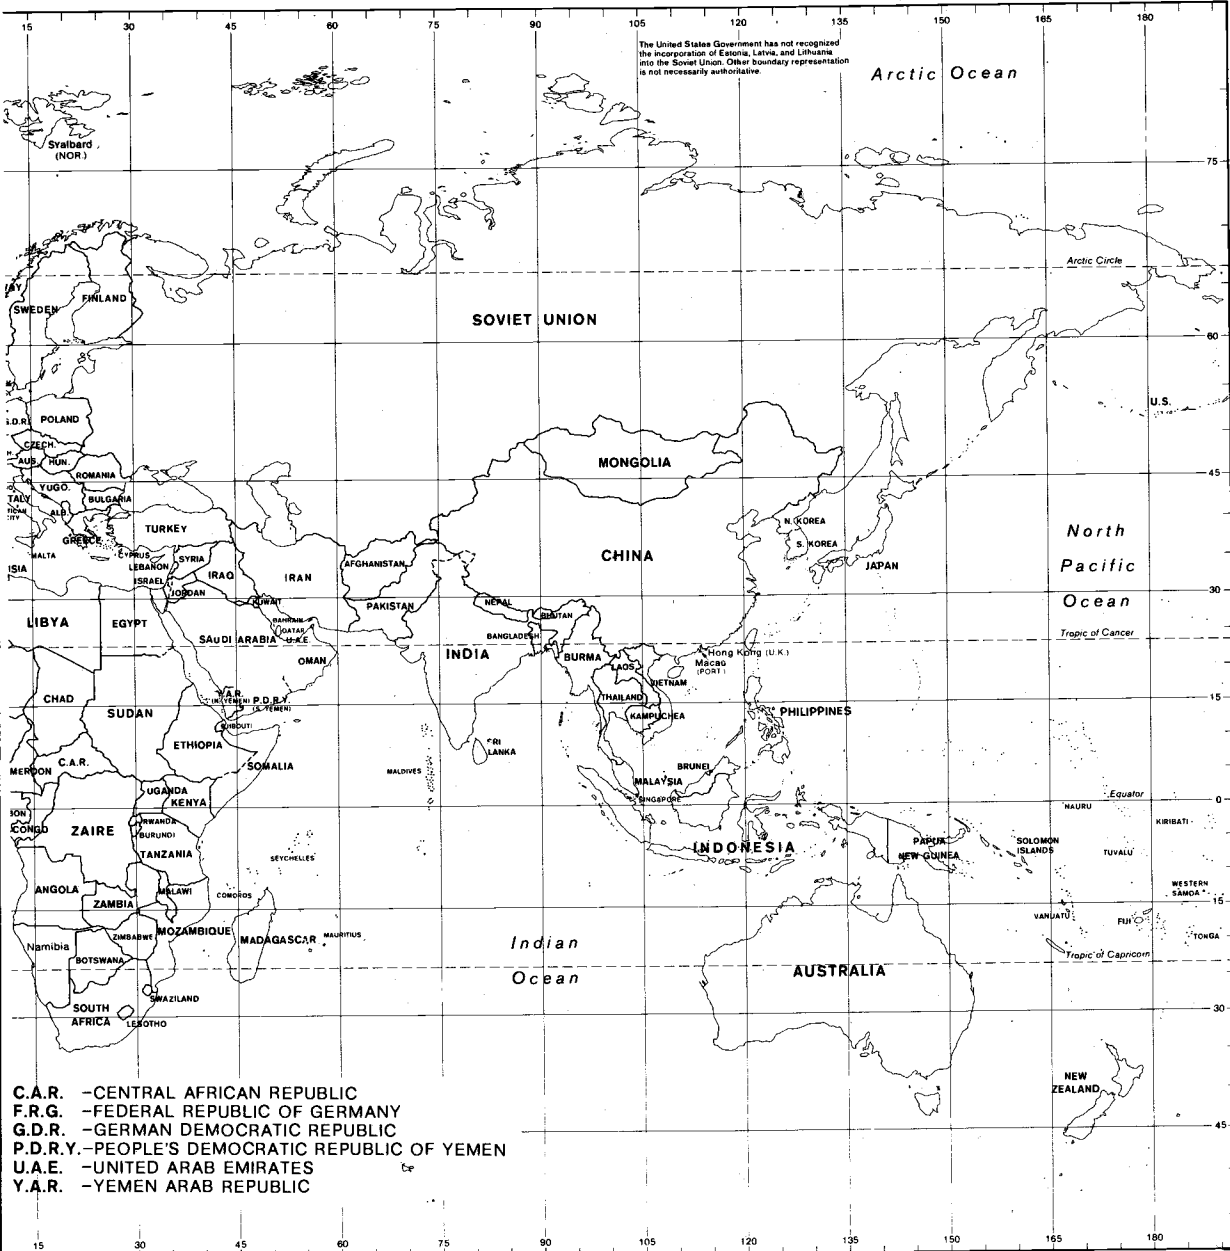 15 30 45 60 75 90 105 120 135 150 165 180
The United States Government has not recognized
the incorporation of Estonia, Latvia, and Lithuania
into the Soviet Union. Other boundary representation
is not necessarily authoritative.
Arctic Ocean
Svalbard
(NOR.)
75
Arctic Circle
SWEDEN
FINLAND
SOVIET UNION
60
U.S.
G.D.R.
POLAND
CZECH.
AUS.
HUN.
ROMANIA
MONGOLIA
45
YUGO.
BULGARIA
ALB.
TURKEY
N. KOREA
North
GREECE
S. KOREA
MALTA
CYPRUS
SYRIA
CHINA
LEBANON
AFGHANISTAN
JAPAN
Pacific
ISRAEL
IRAQ
IRAN
JORDAN
30
KUWAIT
PAKISTAN
NEPAL
Ocean
BHUTAN
LIBYA
EGYPT
BAHRAIN
QATAR
U.A.E.
SAUDI ARABIA
BANGLADESH
Tropic of Cancer
INDIA
BURMA
Hong Kong (U.K.)
Macau
(PORT.)
OMAN
LAOS
VIETNAM
CHAD
Y.A.R.
(N. YEMEN)
P.D.R.Y.
(S. YEMEN)
THAILAND
15
SUDAN
KAMPUCHEA
PHILIPPINES
DJIBOUTI
ETHIOPIA
SRI
LANKA
C.A.R.
SOMALIA
MALDIVES
BRUNEI
MALAYSIA
UGANDA
KENYA
SINGAPORE
Equator
0
NAURU
CONGO
ZAIRE
RWANDA
BURUNDI
KIRIBATI
TANZANIA
SEYCHELLES
INDONESIA
PAPUA
NEW GUINEA
SOLOMON
ISLANDS
TUVALU
ANGOLA
MALAWI
COMOROS
WESTERN
SAMOA
ZAMBIA
15
VANUATU
FIJI
ZIMBABWE
MOZAMBIQUE
MADAGASCAR
MAURITIUS
TONGA
Namibia
BOTSWANA
Indian
Ocean
Tropic of Capricorn
AUSTRALIA
SWAZILAND
SOUTH
AFRICA
LESOTHO
30
NEW
ZEALAND
C.A.R. -CENTRAL AFRICAN REPUBLIC
F.R.G. -FEDERAL REPUBLIC OF GERMANY
G.D.R. -GERMAN DEMOCRATIC REPUBLIC
45
P.D.R.Y.-PEOPLE'S DEMOCRATIC REPUBLIC OF YEMEN
U.A.E. -UNITED ARAB EMIRATES
Y.A.R. -YEMEN ARAB REPUBLIC
15 30 45 60 75 90 105 120 135 150 165 180